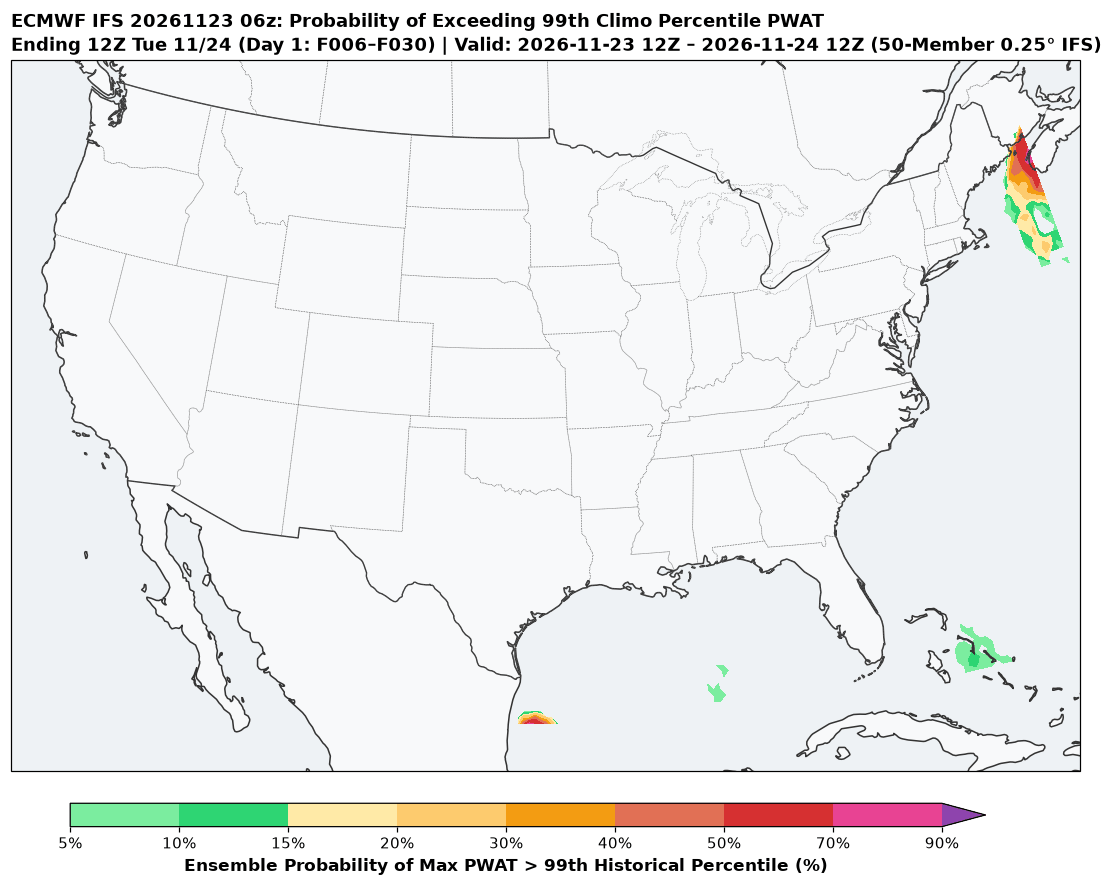 ECMWF IFS 20261123 06z: Probability of Exceeding 99th Climo Percentile PWAT
Ending 12Z Tue 11/24 (Day 1: F006–F030) | Valid: 2026-11-23 12Z – 2026-11-24 12Z (50-Member 0.25° IFS)
5% 10% 15% 20% 30% 40% 50% 70% 90%
Ensemble Probability of Max PWAT > 99th Historical Percentile (%)